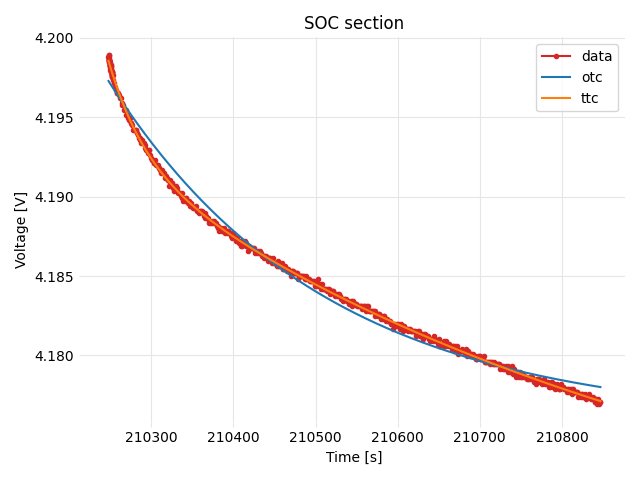 SOC section
4.200
4.195
4.190
4.185
4.180
Voltage [V]
data
otc
ttc
210300 210400 210500 210600 210700 210800
Time [s]